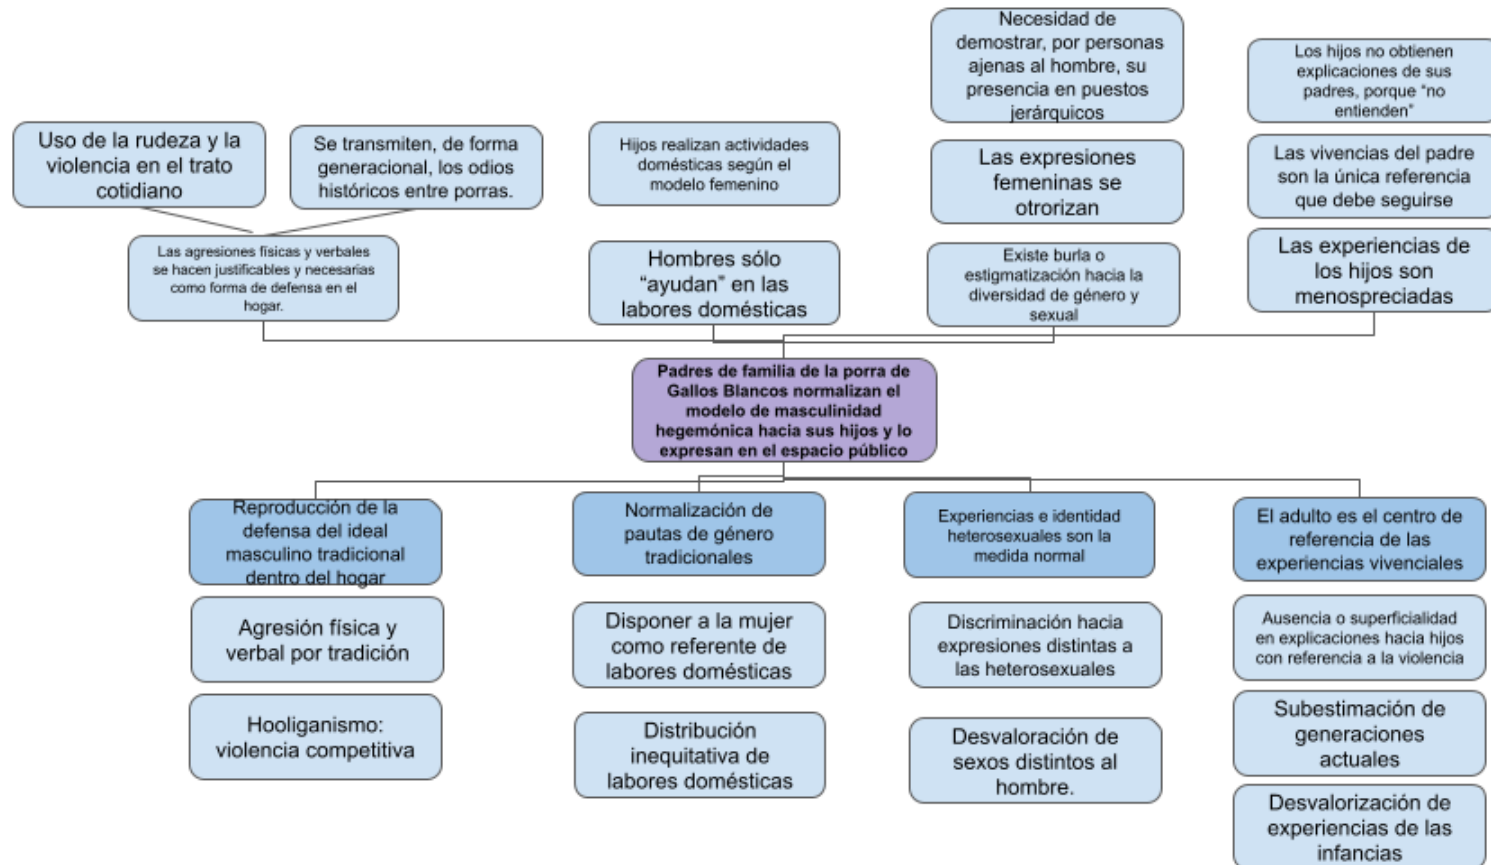 Necesidad de
demostrar, por personas
ajenas al hombre, su
presencia en puestos
jerárquicos
Los hijos no obtienen
explicaciones de sus
padres, porque “no
entienden”
Uso de la rudeza y la
violencia en el trato
cotidiano
Se transmiten, de forma
generacional, los odios
históricos entre porras.
Hijos realizan actividades
domésticas según el
modelo femenino
Las expresiones
femeninas se
otrorizan
Las vivencias del padre
son la única referencia
que debe seguirse
Las agresiones físicas y verbales
se hacen justificables y necesarias
como forma de defensa en el
hogar.
Hombres sólo
“ayudan” en las
labores domésticas
Existe burla o
estigmatización hacia la
diversidad de género y
sexual
Las experiencias de
los hijos son
menospreciadas
Padres de familia de la porra de
Gallos Blancos normalizan el
modelo de masculinidad
hegemónica hacia sus hijos y lo
expresan en el espacio público
Reproducción de la
defensa del ideal
masculino tradicional
dentro del hogar
Normalización de
pautas de género
tradicionales
Experiencias e identidad
heterosexuales son la
medida normal
El adulto es el centro de
referencia de las
experiencias vivenciales
Agresión física y
verbal por tradición
Disponer a la mujer
como referente de
labores domésticas
Discriminación hacia
expresiones distintas a
las heterosexuales
Ausencia o superficialidad
en explicaciones hacia hijos
con referencia a la violencia
Hooliganismo:
violencia competitiva
Distribución
inequitativa de
labores domésticas
Desvaloración de
sexos distintos al
hombre.
Subestimación de
generaciones
actuales
Desvalorización de
experiencias de las
infancias